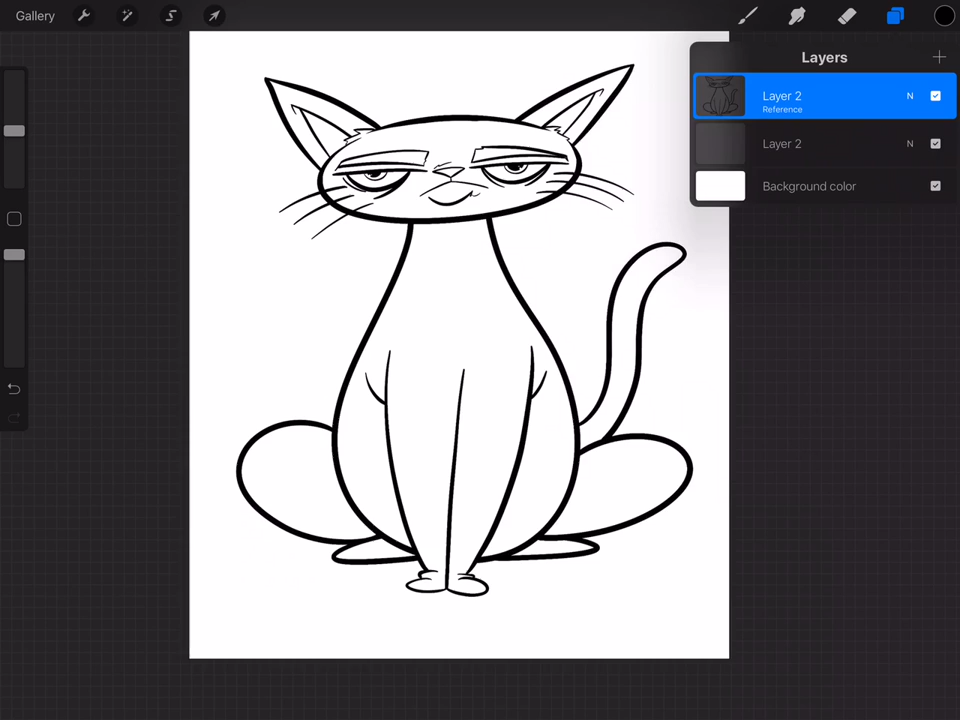 Gallery
Layers
Layer 2 N
Reference
Layer 2 N
Background color